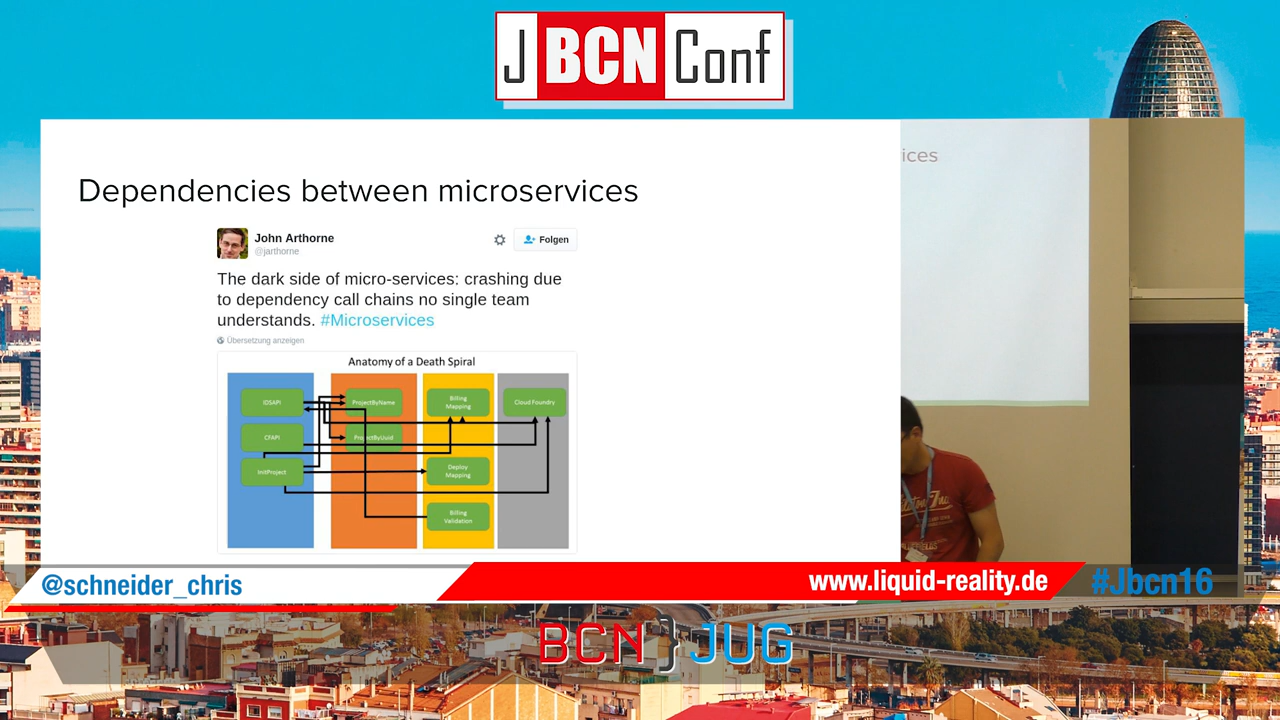 J BCN Conf
Dependencies between microservices
ices
John Arthorne
@jarthorne
Folgen
The dark side of micro-services: crashing due
to dependency call chains no single team
understands. #Microservices
Übersetzung anzeigen
Anatomy of a Death Spiral
IDSAPI
ProjectByName
Billing
Mapping
Cloud Foundry
CFAPI
ProjectByUuid
InitProject
Deploy
Mapping
Billing
Validation
@schneider_chris
www.liquid-reality.de
#Jbcn16
BCN JUG